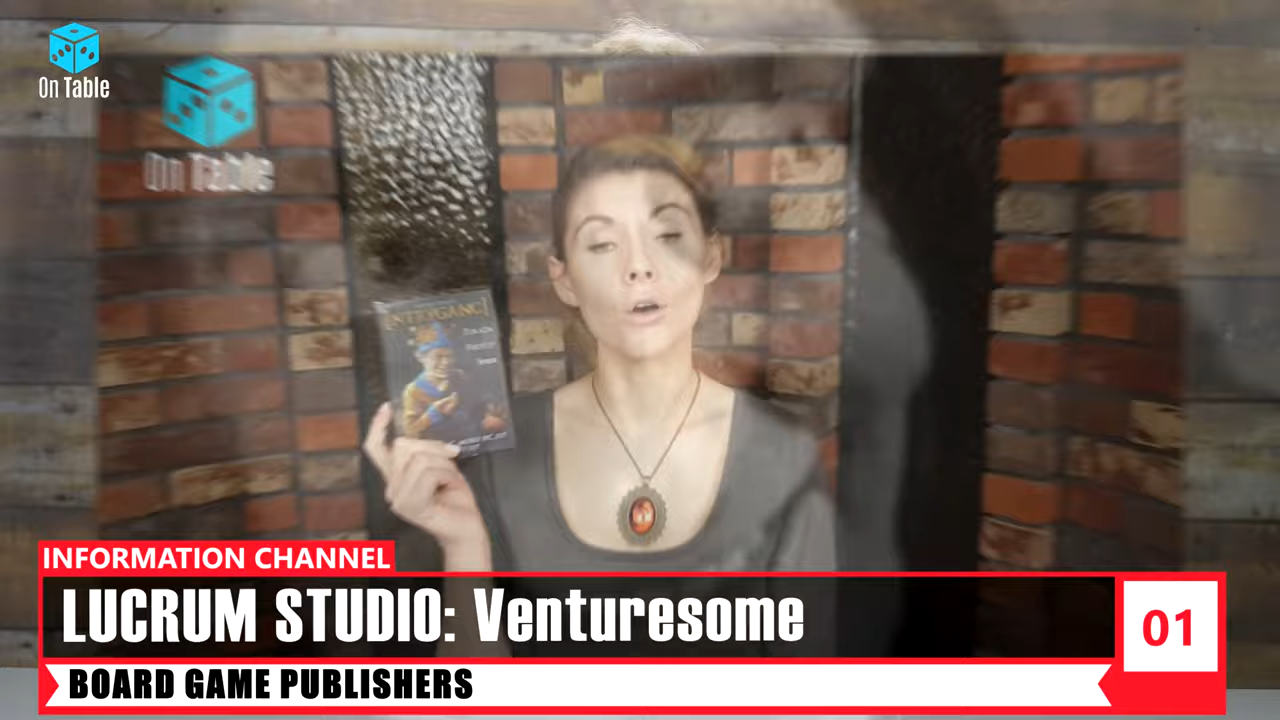 On Table
On Table
INFORMATION CHANNEL
LUCRUM STUDIO: Venturesome
01
BOARD GAME PUBLISHERS